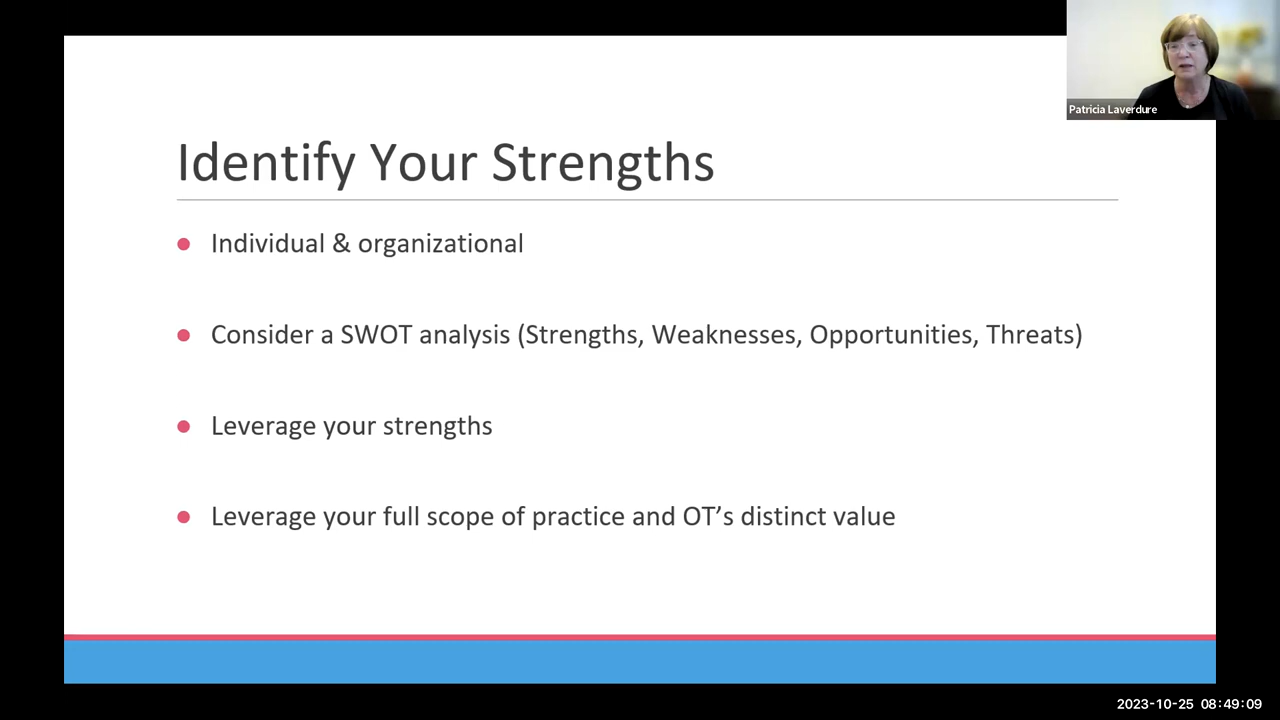 Patricia Laverdure
Identify Your Strengths
Individual & organizational
Consider a SWOT analysis (Strengths, Weaknesses, Opportunities, Threats)
Leverage your strengths
Leverage your full scope of practice and OT’s distinct value
2023-10-25 08:49:09